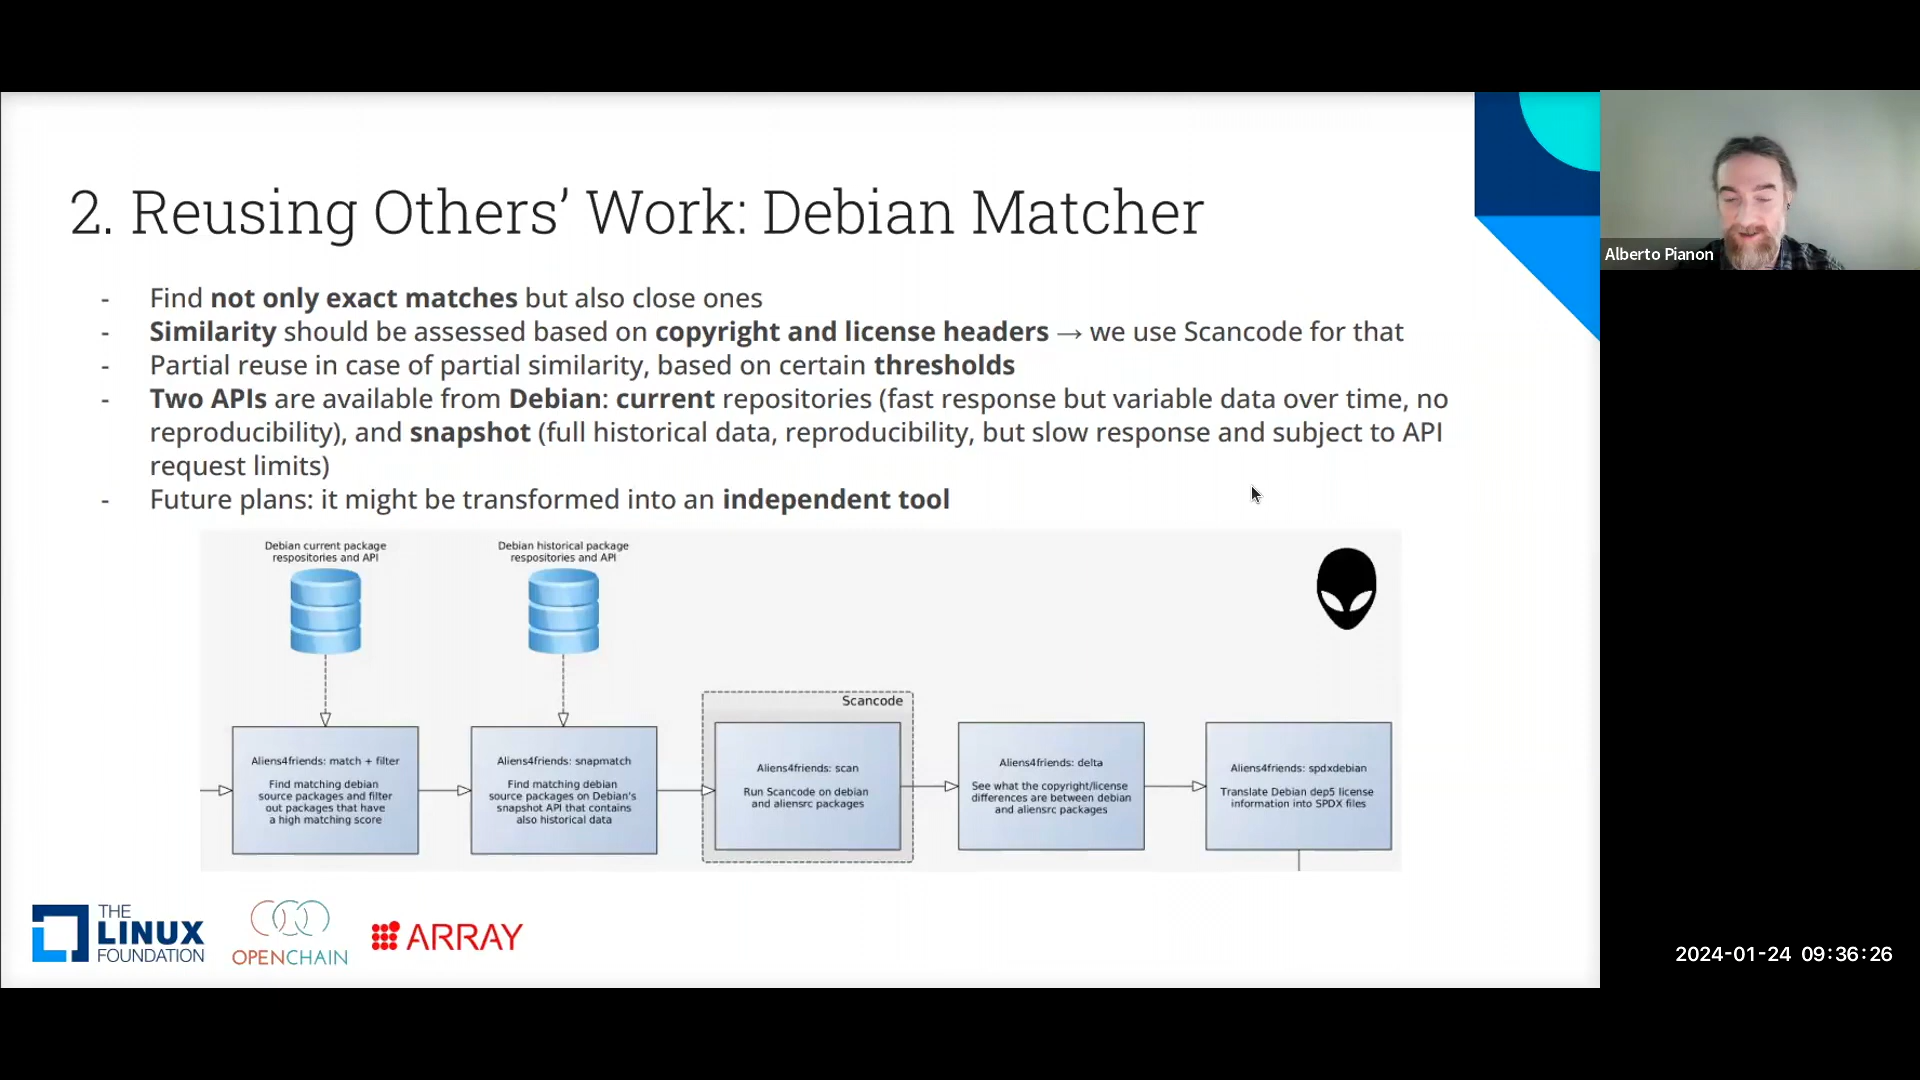 2. Reusing Others’ Work: Debian Matcher
- Find not only exact matches but also close ones
- Similarity should be assessed based on copyright and license headers → we use Scancode for that
- Partial reuse in case of partial similarity, based on certain thresholds
- Two APIs are available from Debian: current repositories (fast response but variable data over time, no
reproducibility), and snapshot (full historical data, reproducibility, but slow response and subject to API
request limits)
- Future plans: it might be transformed into an independent tool
Debian current package
respositories and API
Debian historical package
respositories and API
Scancode
Aliens4friends: match + filter
Find matching debian
source packages and filter
out packages that have
a high matching score
Aliens4friends: snapmatch
Find matching debian
source packages on Debian's
snapshot API that contains
also historical data
Aliens4friends: scan
Run Scancode on debian
and aliensrc packages
Aliens4friends: delta
See what the copyright/license
differences are between debian
and aliensrc packages
Aliens4friends: spdxdebian
Translate Debian dep5 license
information into SPDX files
THE
LINUX
FOUNDATION
OPENCHAIN
ARRAY
Alberto Pianon
2024-01-24 09:36:26